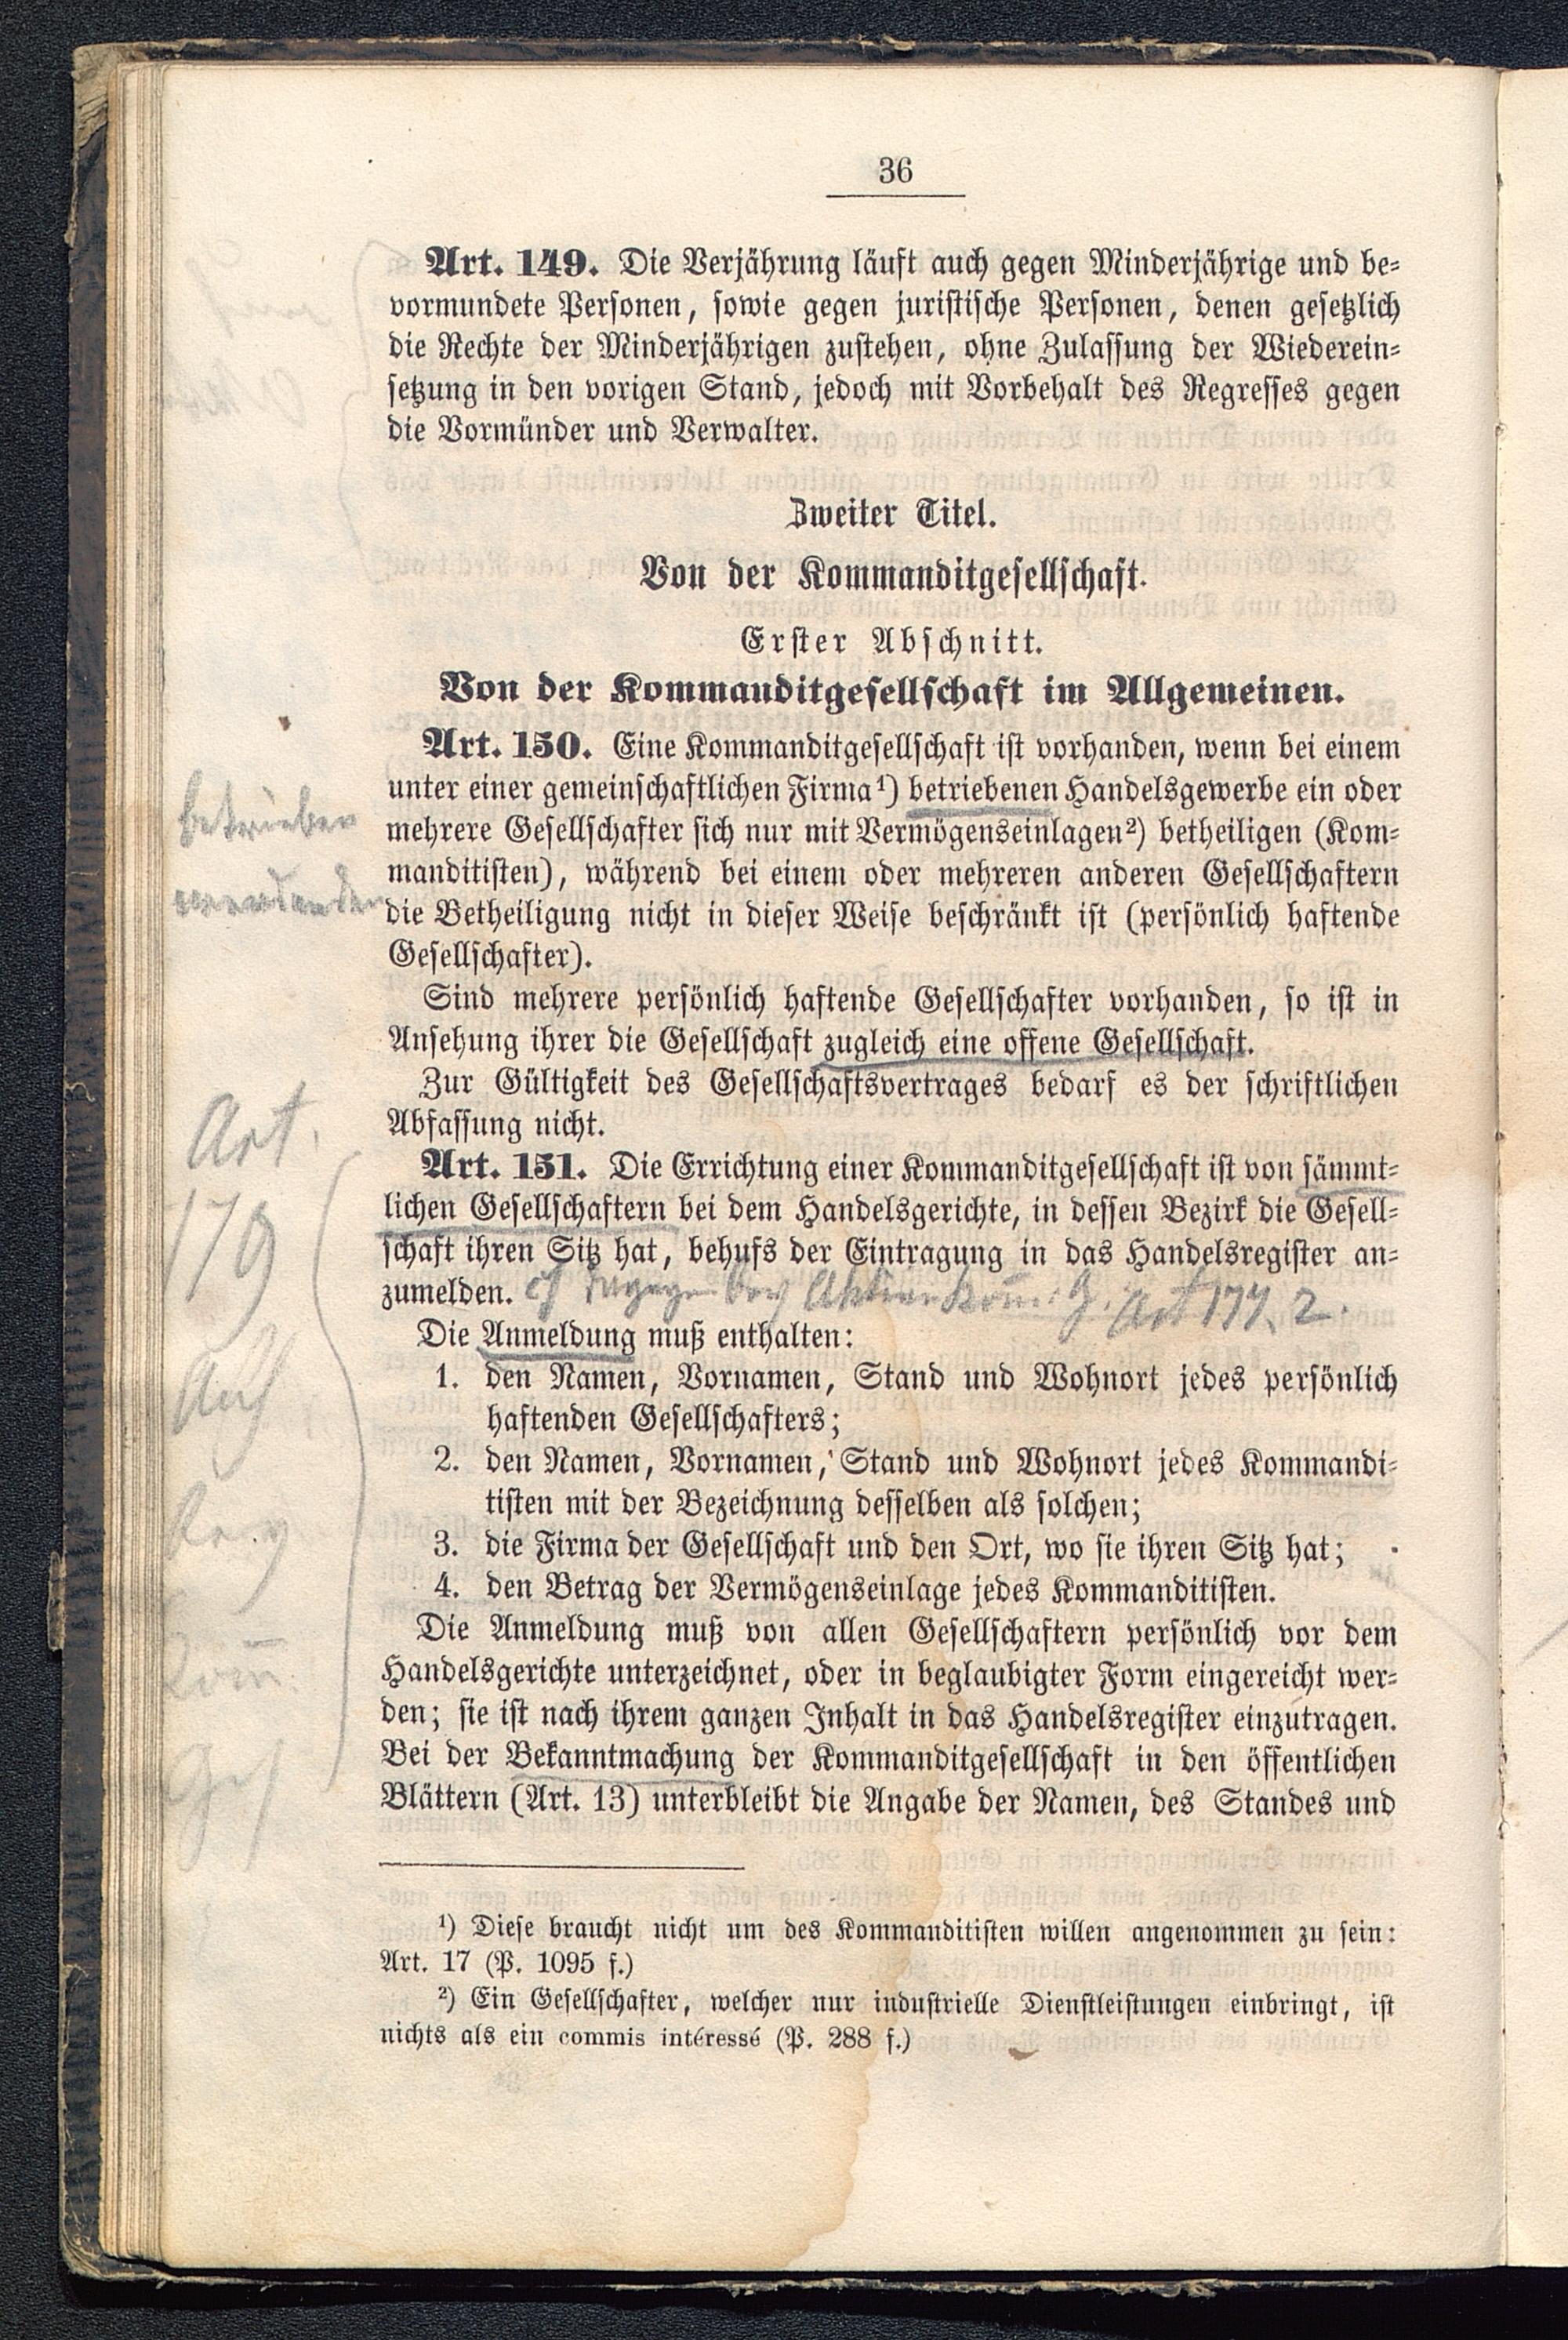 36
Art. 149. Die Verjährung läuft auch gegen Minderjährige und be-
vormundete Personen, sowie gegen juristische Personen, denen gesetzlich
die Rechte der Minderjährigen zustehen, ohne Zulassung der Wiederein-
setzung in den vorigen Stand, jedoch mit Vorbehalt des Regresses gegen
die Vormünder und Verwalter.
Zweiter Titel.
Von der Kommanditgesellschaft.
Erster Abschnitt.
Von der Kommanditgesellschaft im Allgemeinen.
Art. 150. Eine Kommanditgesellschaft ist vorhanden, wenn bei einem
unter einer gemeinschaftlichen Firma¹) betriebenen Handelsgewerbe ein oder
mehrere Gesellschafter sich nur mit Vermögenseinlagen²) betheiligen (Kom-
manditisten), während bei einem oder mehreren anderen Gesellschaftern
die Betheiligung nicht in dieser Weise beschränkt ist (persönlich haftende
Gesellschafter).
betrieben
Sind mehrere persönlich haftende Gesellschafter vorhanden, so ist in
Ansehung ihrer die Gesellschaft zugleich eine offene Gesellschaft.
Zur Gültigkeit des Gesellschaftsvertrages bedarf es der schriftlichen
Abfassung nicht.
Art. 151. Die Errichtung einer Kommanditgesellschaft ist von sämmt-
lichen Gesellschaftern bei dem Handelsgerichte, in dessen Bezirk die Gesell-
schaft ihren Sitz hat, behufs der Eintragung in das Handelsregister an-
zumelden. Art 177, 2.
Die Anmeldung muß enthalten:
1. den Namen, Vornamen, Stand und Wohnort jedes persönlich
haftenden Gesellschafters;
2. den Namen, Vornamen, Stand und Wohnort jedes Kommandi-
tisten mit der Bezeichnung desselben als solchen;
3. die Firma der Gesellschaft und den Ort, wo sie ihren Sitz hat;
4. den Betrag der Vermögenseinlage jedes Kommanditisten.
Die Anmeldung muß von allen Gesellschaftern persönlich vor dem
Handelsgerichte unterzeichnet, oder in beglaubigter Form eingereicht wer-
den; sie ist nach ihrem ganzen Inhalt in das Handelsregister einzutragen.
Bei der Bekanntmachung der Kommanditgesellschaft in den öffentlichen
Blättern (Art. 13) unterbleibt die Angabe der Namen, des Standes und
Art.
179
¹) Diese braucht nicht um des Kommanditisten willen angenommen zu sein:
Art. 17 (P. 1095 f.)
²) Ein Gesellschafter, welcher nur industrielle Dienstleistungen einbringt, ist
nichts als ein commis intéressé (P. 288 f.)